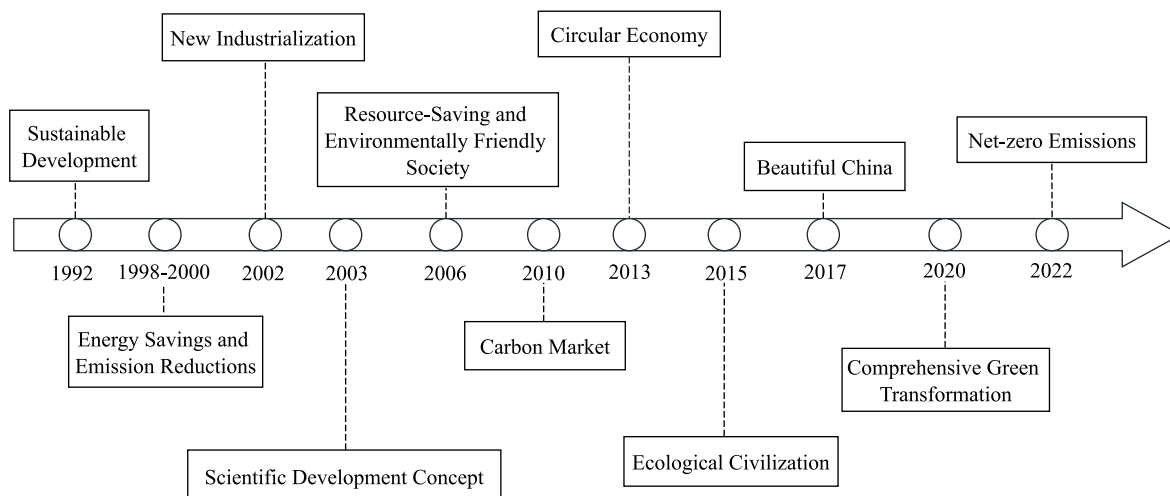 New Industrialization
Circular Economy
Sustainable
Development
Resource-Saving and
Environmentally Friendly
Society
Beautiful China
Net-zero Emissions
1992
1998-2000
2002
2003
2006
2010
2013
2015
2017
2020
2022
Energy Savings and
Emission Reductions
Carbon Market
Comprehensive Green
Transformation
Scientific Development Concept
Ecological Civilization